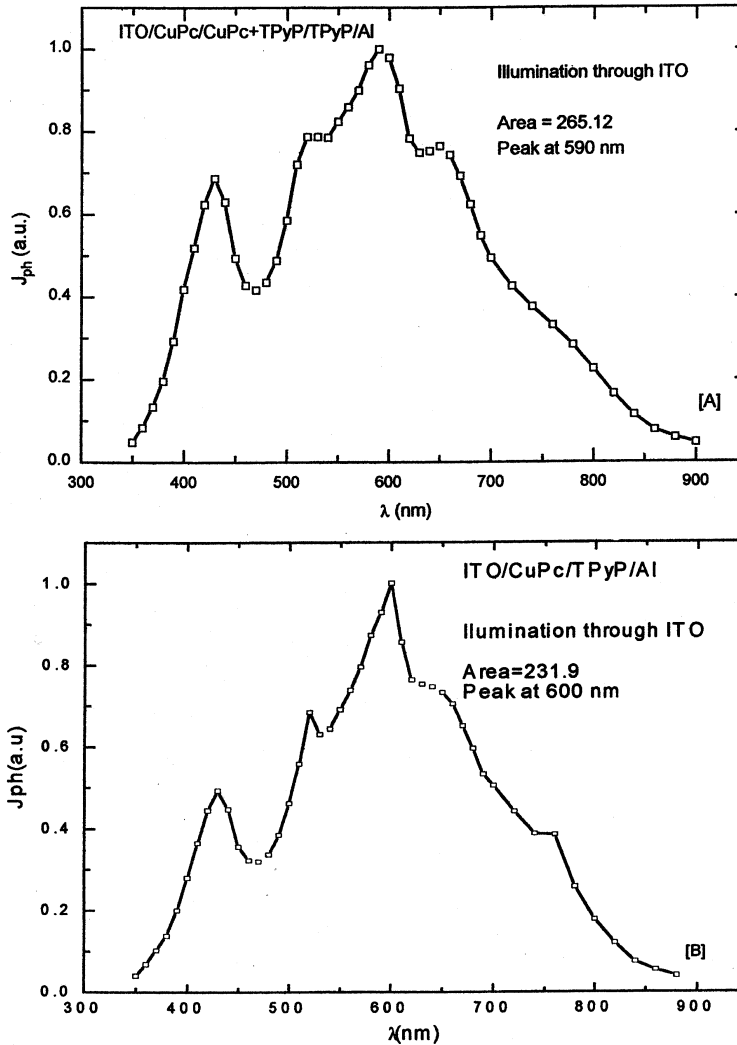 ITO/CuPc/CuPc+TPyP/TPyP/Al
Illumination through ITO
Area = 265.12
Peak at 590 nm
1.0
0.8
0.6
0.4
0.2
0.0
Jph (a.u.)
[A]
300 400 500 600 700 800 900
λ (nm)
ITO/CuPc/TPyP/Al
Ilumination through ITO
Area=231.9
Peak at 600 nm
1.0
0.8
0.6
0.4
0.2
0.0
Jph(a.u)
[B]
300 400 500 600 700 800 900
λ(nm)